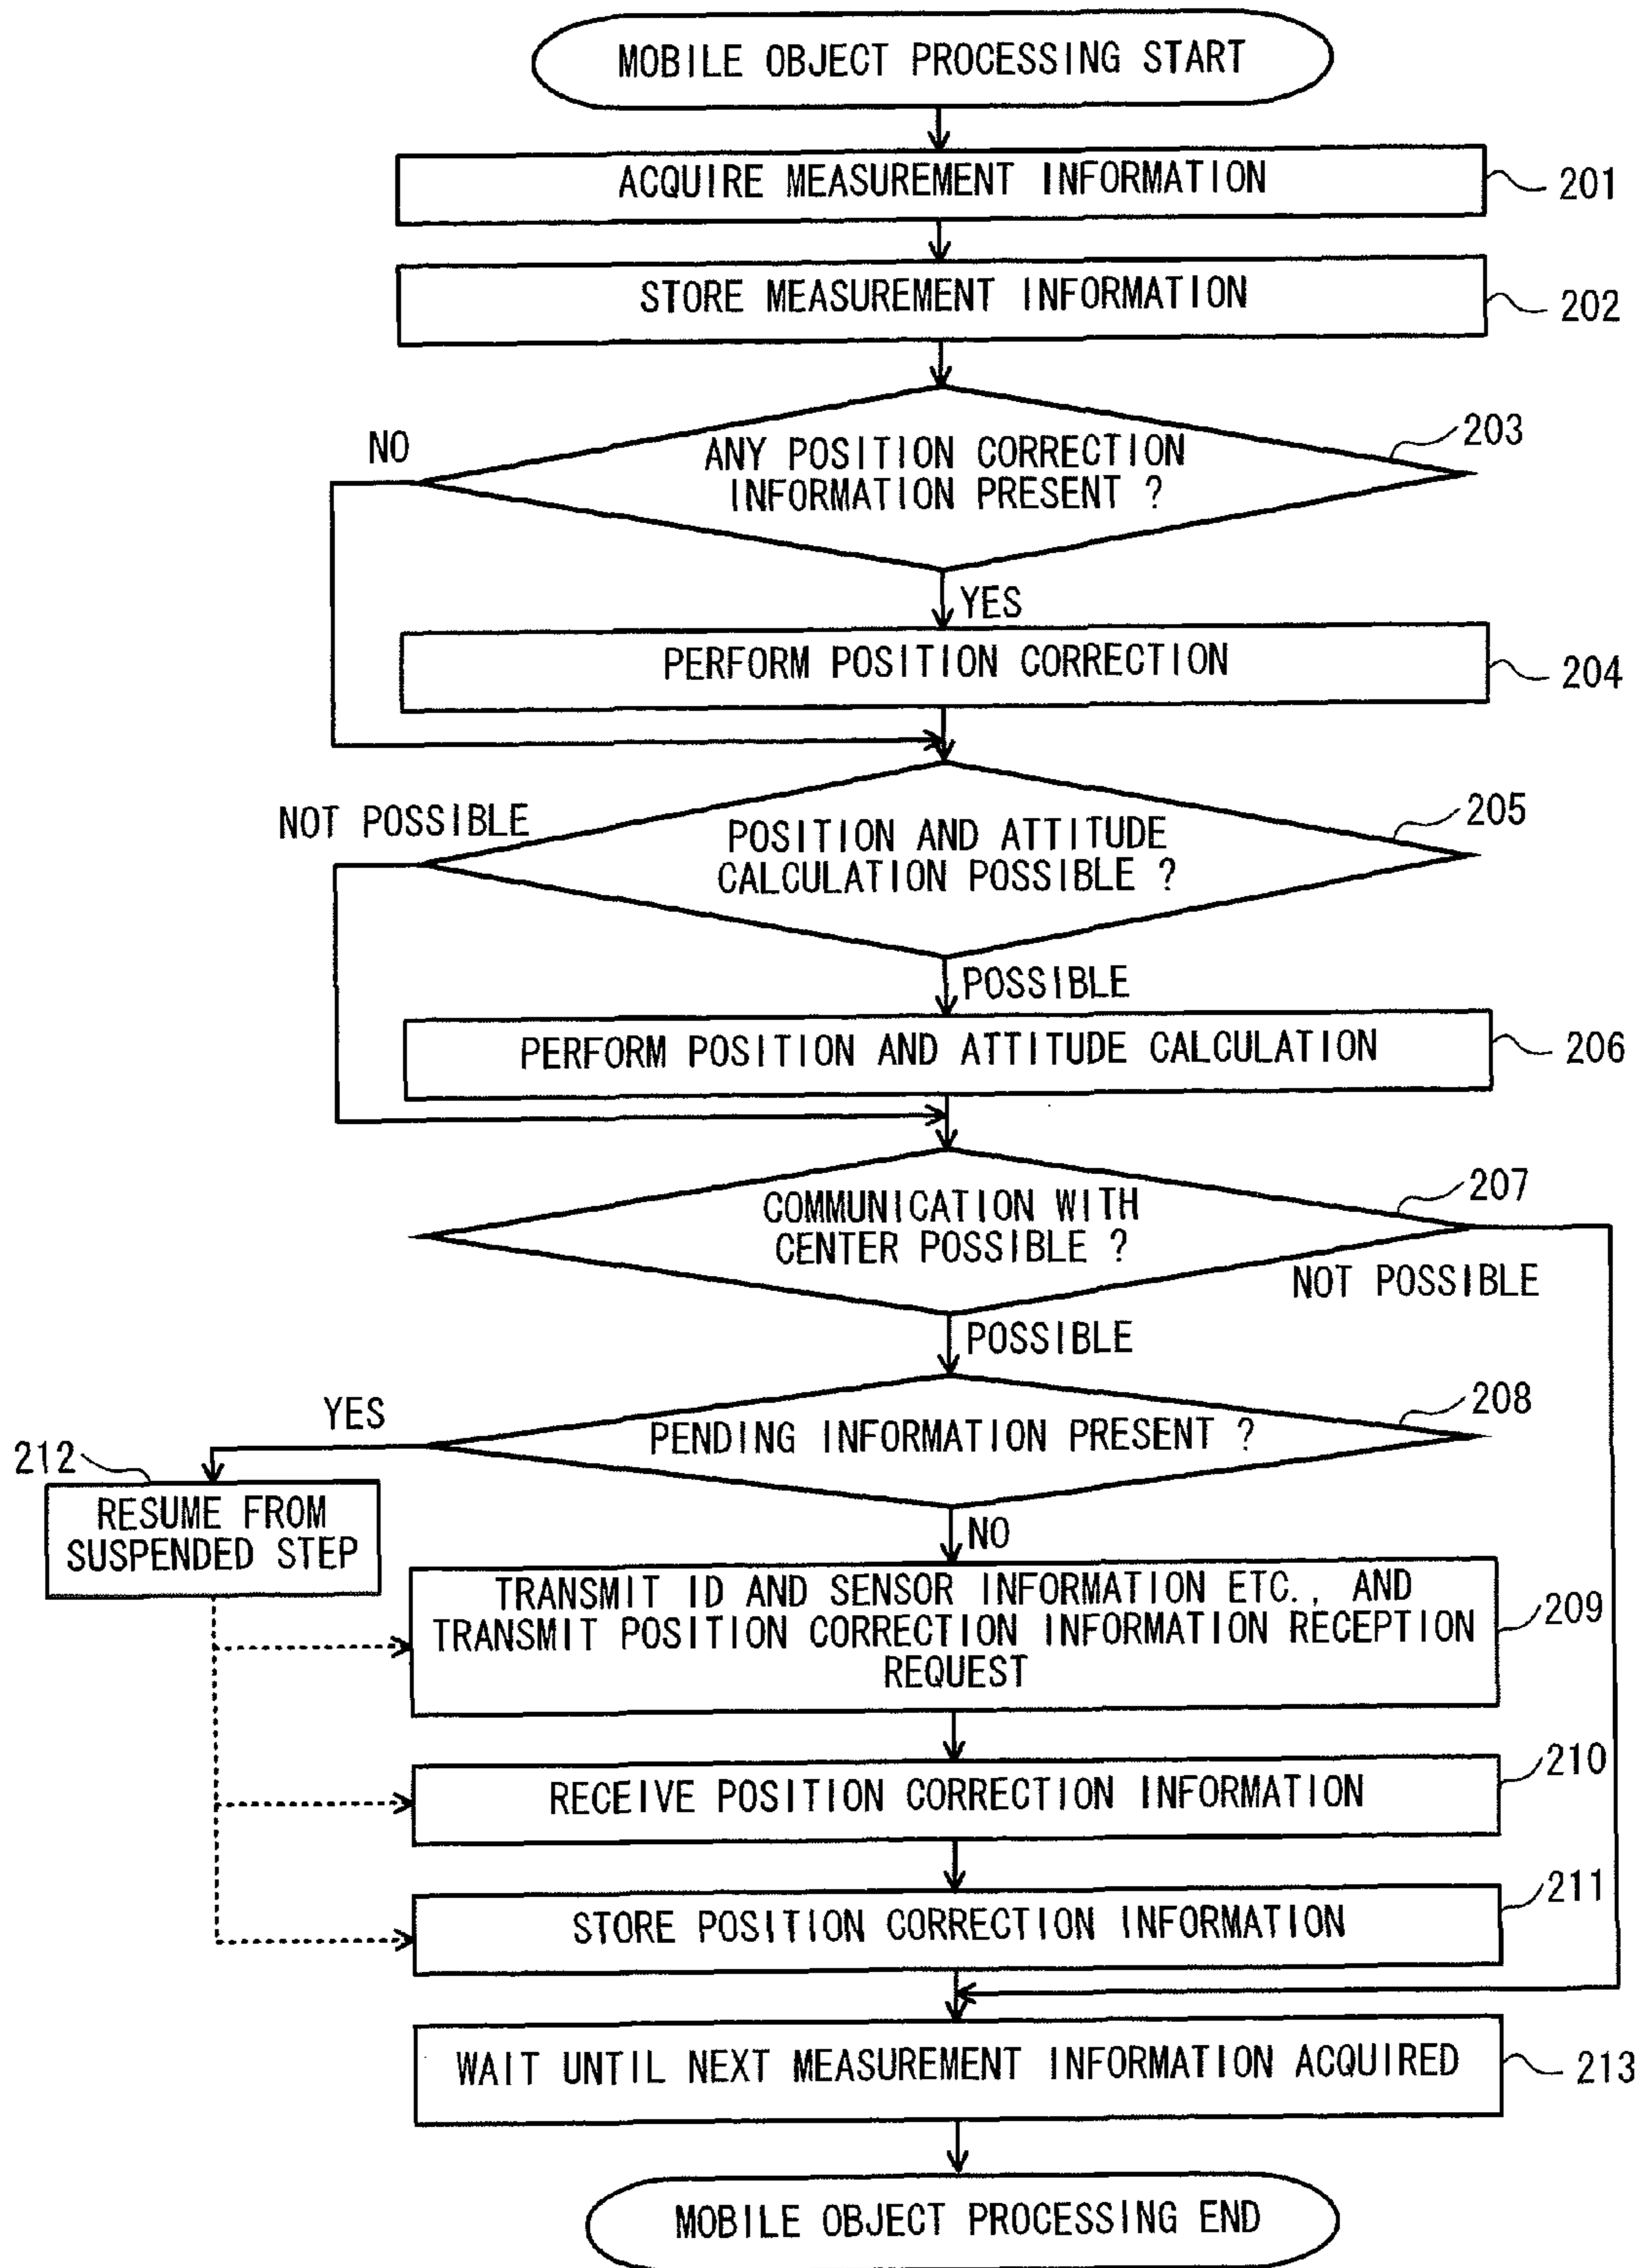 MOBILE OBJECT PROCESSING START
ACQUIRE MEASUREMENT INFORMATION
201
STORE MEASUREMENT INFORMATION
202
203
NO
ANY POSITION CORRECTION
INFORMATION PRESENT ?
YES
PERFORM POSITION CORRECTION
204
205
NOT POSSIBLE
POSITION AND ATTITUDE
CALCULATION POSSIBLE ?
POSSIBLE
PERFORM POSITION AND ATTITUDE CALCULATION
206
207
COMMUNICATION WITH
CENTER POSSIBLE ?
NOT POSSIBLE
POSSIBLE
208
YES
PENDING INFORMATION PRESENT ?
212
RESUME FROM
SUSPENDED STEP
NO
TRANSMIT ID AND SENSOR INFORMATION ETC., AND
TRANSMIT POSITION CORRECTION INFORMATION RECEPTION
REQUEST
209
210
RECEIVE POSITION CORRECTION INFORMATION
211
STORE POSITION CORRECTION INFORMATION
WAIT UNTIL NEXT MEASUREMENT INFORMATION ACQUIRED
213
MOBILE OBJECT PROCESSING END